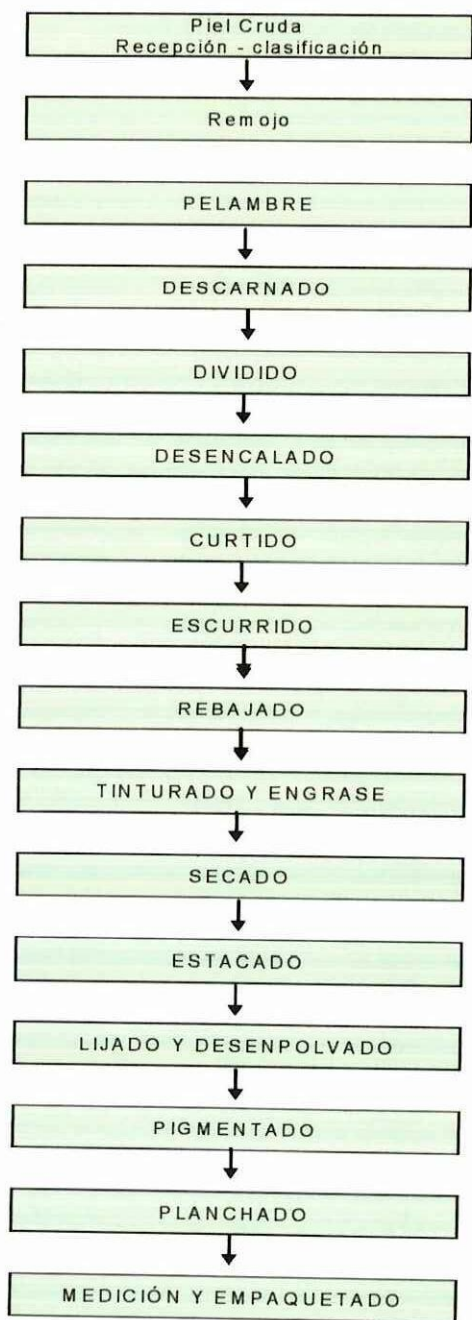 Piel Cruda
Recepción - clasificación
Remojo
PELAMBRE
DESCARNADO
DIVIDIDO
DESENCALADO
CURTIDO
ESCURRIDO
REBAJADO
TINTURADO Y ENGRASE
SECADO
ESTACADO
LIJADO Y DESENPOLVADO
PIGMENTADO
PLANCHADO
MEDICIÓN Y EMPAQUETADO